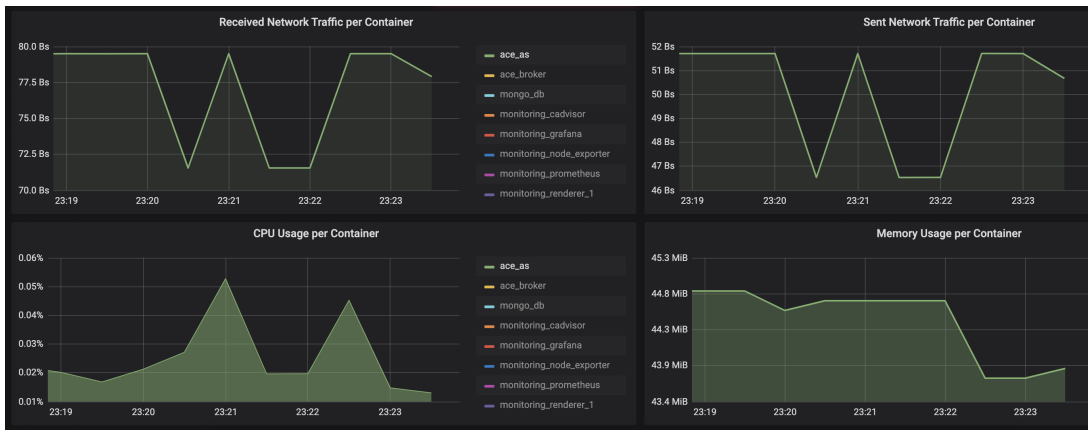 Received Network Traffic per Container
80.0 Bs
77.5 Bs
75.0 Bs
72.5 Bs
70.0 Bs
23:19 23:20 23:21 23:22 23:23
ace_as
ace_broker
mongo_db
monitoring_cadvisor
monitoring_grafana
monitoring_node_exporter
monitoring_prometheus
monitoring_renderer_1
Sent Network Traffic per Container
52 Bs
51 Bs
50 Bs
49 Bs
48 Bs
47 Bs
46 Bs
23:19 23:20 23:21 23:22 23:23
CPU Usage per Container
0.06%
0.05%
0.04%
0.03%
0.02%
0.01%
23:19 23:20 23:21 23:22 23:23
ace_as
ace_broker
mongo_db
monitoring_cadvisor
monitoring_grafana
monitoring_node_exporter
monitoring_prometheus
monitoring_renderer_1
Memory Usage per Container
45.3 MiB
44.8 MiB
44.3 MiB
43.9 MiB
43.4 MiB
23:19 23:20 23:21 23:22 23:23